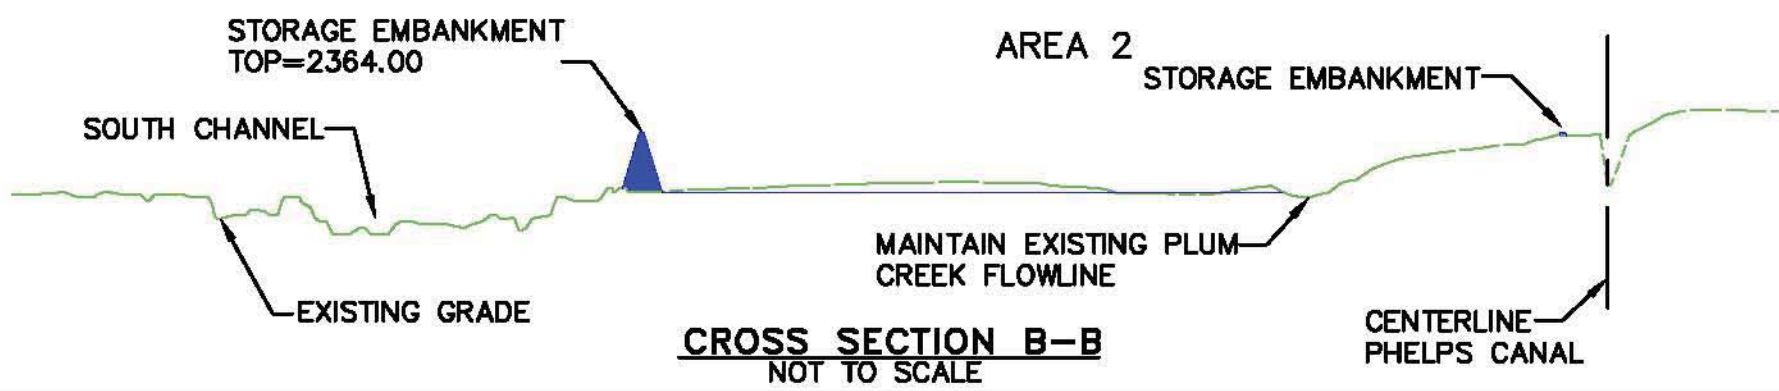 STORAGE EMBANKMENT
TOP=2364.00
AREA 2
STORAGE EMBANKMENT
SOUTH CHANNEL
MAINTAIN EXISTING PLUM
CREEK FLOWLINE
EXISTING GRADE
CENTERLINE
PHELPS CANAL
CROSS SECTION B-B
NOT TO SCALE